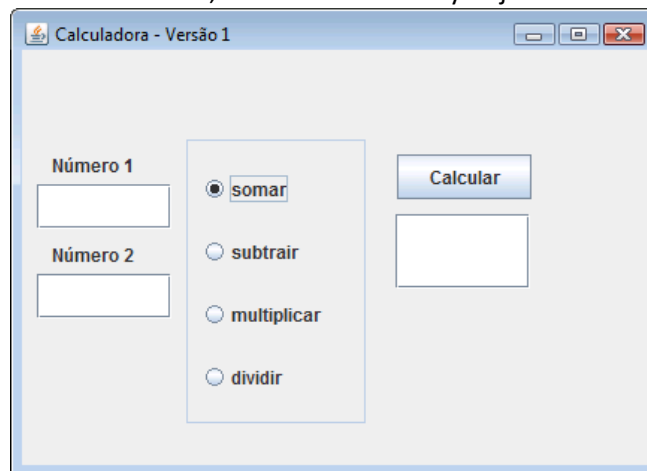 Calculadora - Versão 1
Número 1
Número 2
somar
subtrair
multiplicar
dividir
Calcular